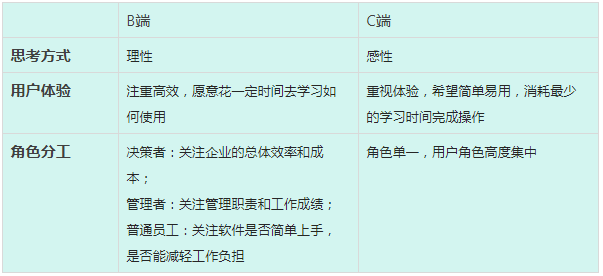 B端
C端
思考方式
理性
感性
用户体验
注重高效，愿意花一定时间去学习如
何使用
重视体验，希望简单易用，消耗最少
的学习时间完成操作
角色分工
决策者：关注企业的总体效率和成
本；
管理者：关注管理职责和工作成绩；
普通员工：关注软件是否简单上手，
是否能减轻工作负担
角色单一，用户角色高度集中